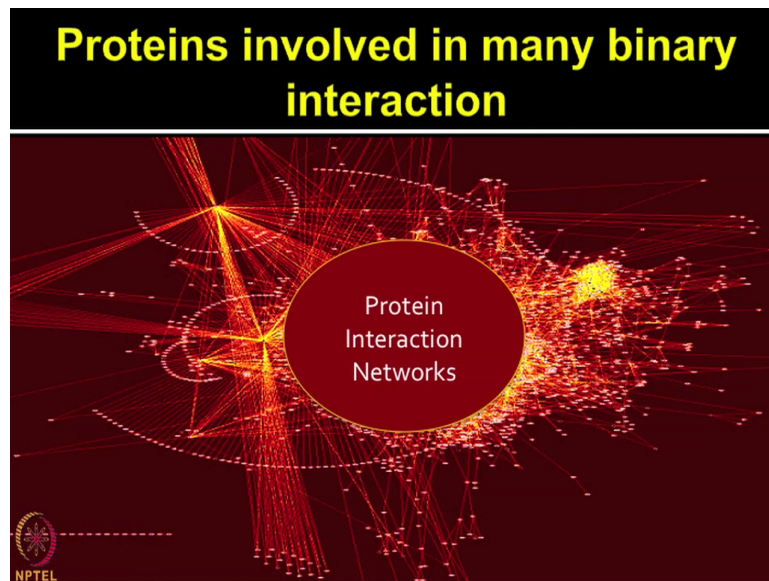 Proteins involved in many binary
interaction
Protein
Interaction
Networks
NPTEL